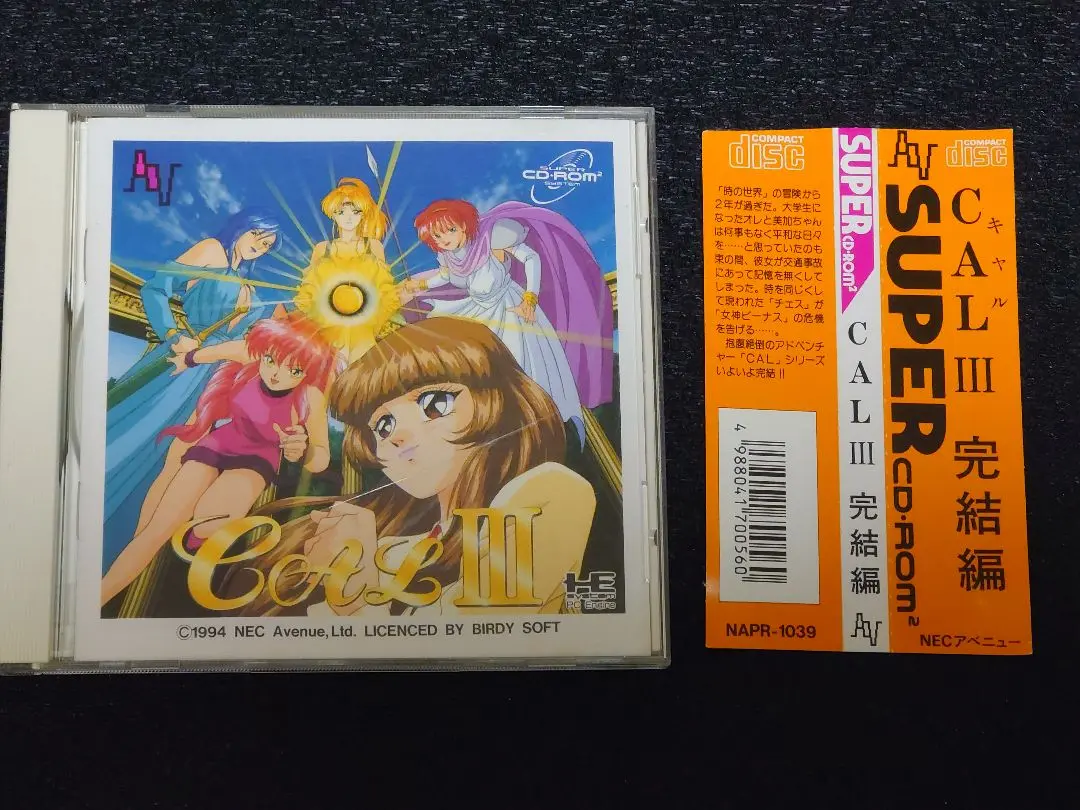 AV
SUPER
CD-ROM²
SYSTEM
CAL III
HE
SYSTEM
PC Engine
©1994 NEC Avenue,Ltd. LICENCED BY BIRDY SOFT
COMPACT
disc
「時の世界」の冒険から
2年が過ぎた。大学生に
なったオレと美加ちゃん
は何事もなく平和な日々
を……と思っていたのも
束の間、彼女が交通事故
にあって記憶を無くして
しまった。時を同じくし
て現われた「チェス」が
「女神ビーナス」の危機
を告げる……。
抱腹絶倒のアドベンチ
ャー「CAL」シリーズ
いよいよ完結!!
4988041700560
NAPR-1039
SUPER CD-ROM²
CAL III 完結編
AV
AV
SUPER CD-ROM²
COMPACT
disc
CAL III 完結編
キャル
NECアベニュー